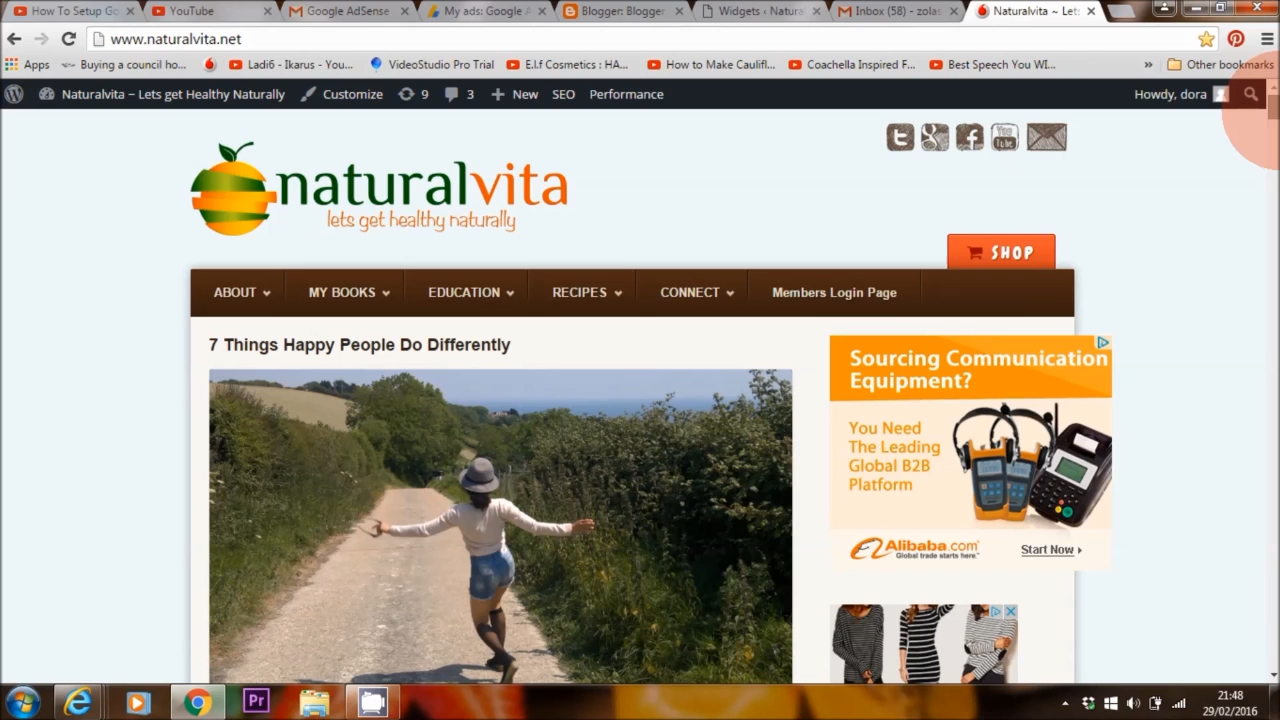 How To Setup Go
YouTube
Google AdSense
My ads: Google A
Blogger: Blogger
Widgets ‹ Natura
Inbox (58) - zolas
Naturalvita ~ Lets
www.naturalvita.net
Apps
Buying a council ho...
Ladi6 - Ikarus - You...
VideoStudio Pro Trial
E.l.f Cosmetics : HA...
How to Make Caulifl...
Coachella Inspired F...
Best Speech You WI...
»
Other bookmarks
Naturalvita ~ Lets get Healthy Naturally
Customize
9
3
New
SEO
Performance
Howdy, dora
You Tube
naturalvita
lets get healthy naturally
SHOP
ABOUT
MY BOOKS
EDUCATION
RECIPES
CONNECT
Members Login Page
7 Things Happy People Do Differently
Sourcing Communication
Equipment?
You Need
The Leading
Global B2B
Platform
Alibaba.com
Global trade starts here.™
Start Now
Pr
21:48
29/02/2016